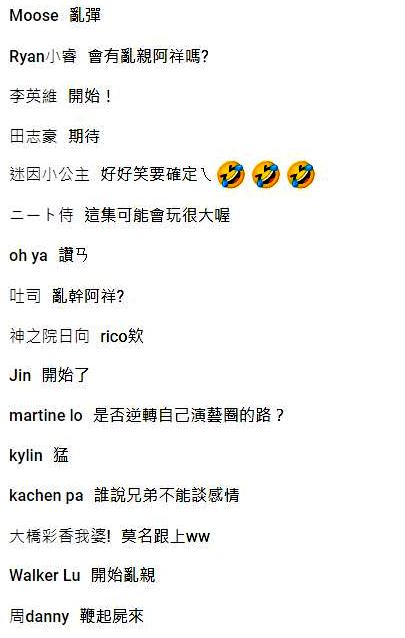 Moose 亂彈
Ryan小睿 會有亂親阿祥嗎?
李英維 開始！
田志豪 期待
迷因小公主 好好笑要確定ㄟ🤣🤣🤣
ニート侍 這集可能會玩很大喔
oh ya 讚ㄢ
吐司 亂幹阿祥?
神之院日向 rico欸
Jin 開始了
martine lo 是否逆轉自己演藝圈的路？
kylin 猛
kachen pa 誰說兄弟不能談感情
大橋彩香我婆! 莫名跟上ww
Walker Lu 開始亂親
周danny 鞭起屍來